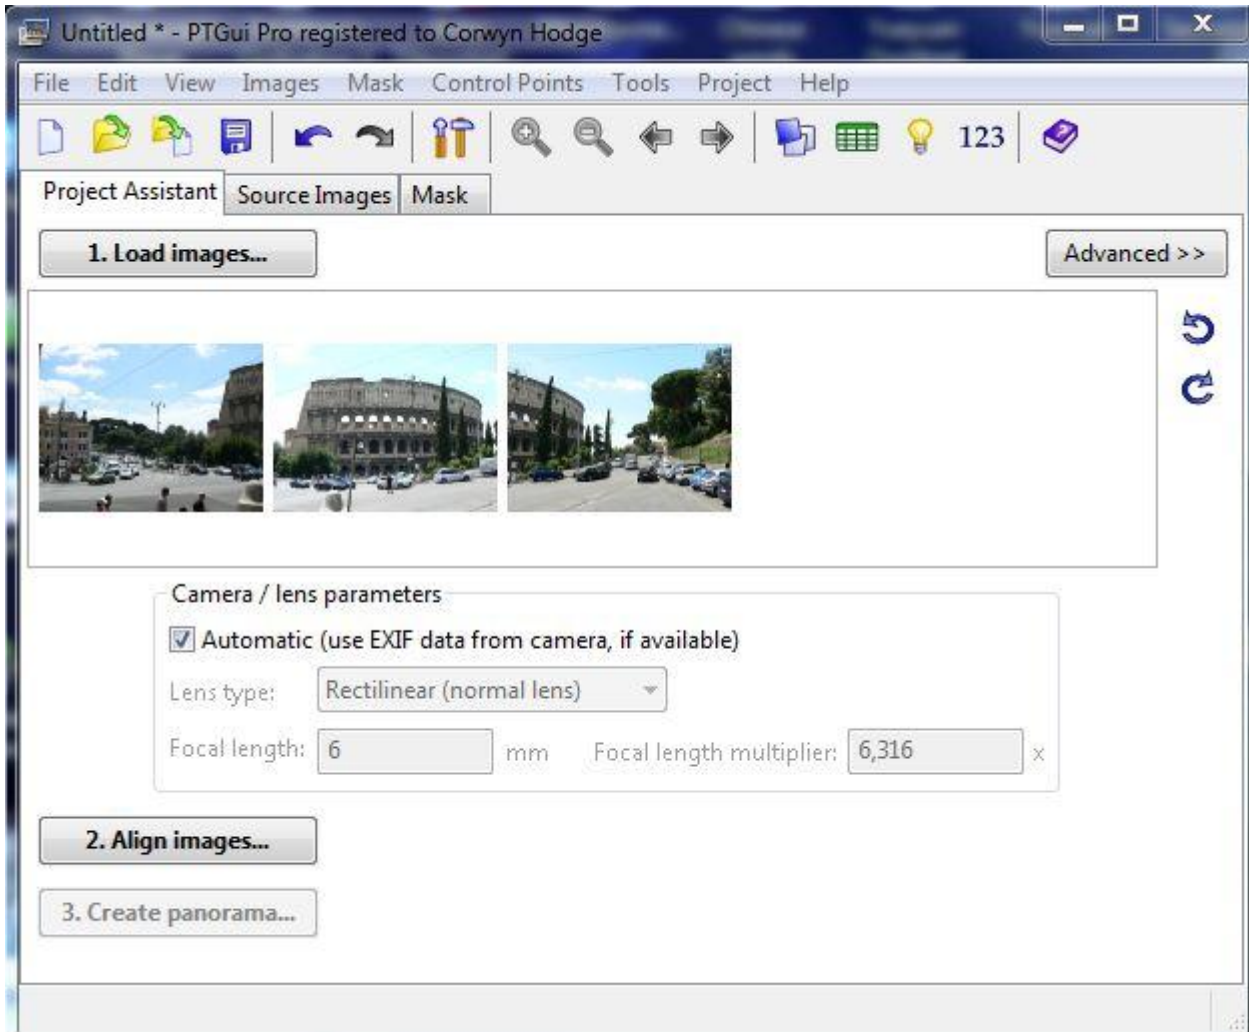 Untitled * - PTGui Pro registered to Corwyn Hodge
File Edit View Images Mask Control Points Tools Project Help
123
Project Assistant Source Images Mask
1. Load images... Advanced >>
Camera / lens parameters
Automatic (use EXIF data from camera, if available)
Lens type: Rectilinear (normal lens)
Focal length: 6 mm Focal length multiplier: 6,316 x
2. Align images...
3. Create panorama...